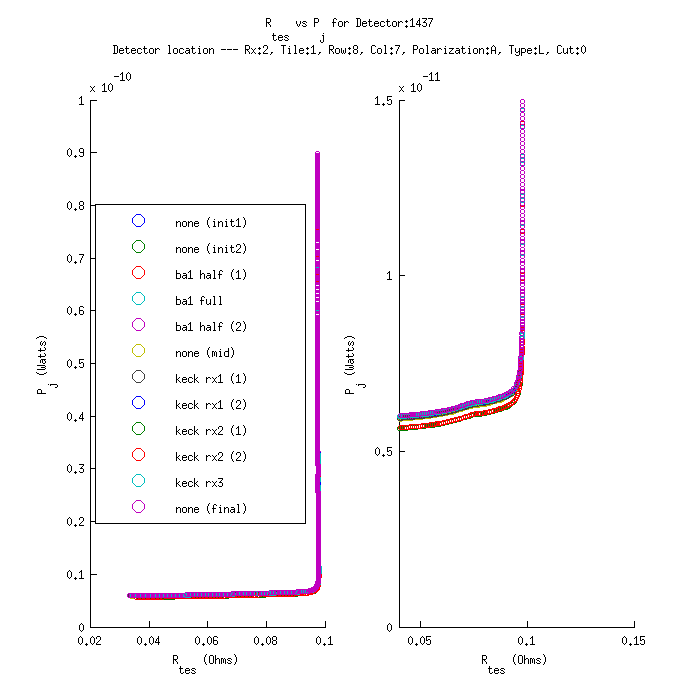 R_tes vs P_j for Detector:1437
Detector location --- Rx:2, Tile:1, Row:8, Col:7, Polarization:A, Type:L, Cut:0
x 10^-10
1
0.9
0.8
0.7
0.6
0.5
0.4
0.3
0.2
0.1
0
P_j (Watts)
none (init1)
none (init2)
ba1 half (1)
ba1 full
ba1 half (2)
none (mid)
keck rx1 (1)
keck rx1 (2)
keck rx2 (1)
keck rx2 (2)
keck rx3
none (final)
0.02 0.04 0.06 0.08 0.1
R_tes (Ohms)
x 10^-11
1.5
1
0.5
0
P_j (Watts)
0.05 0.1 0.15
R_tes (Ohms)